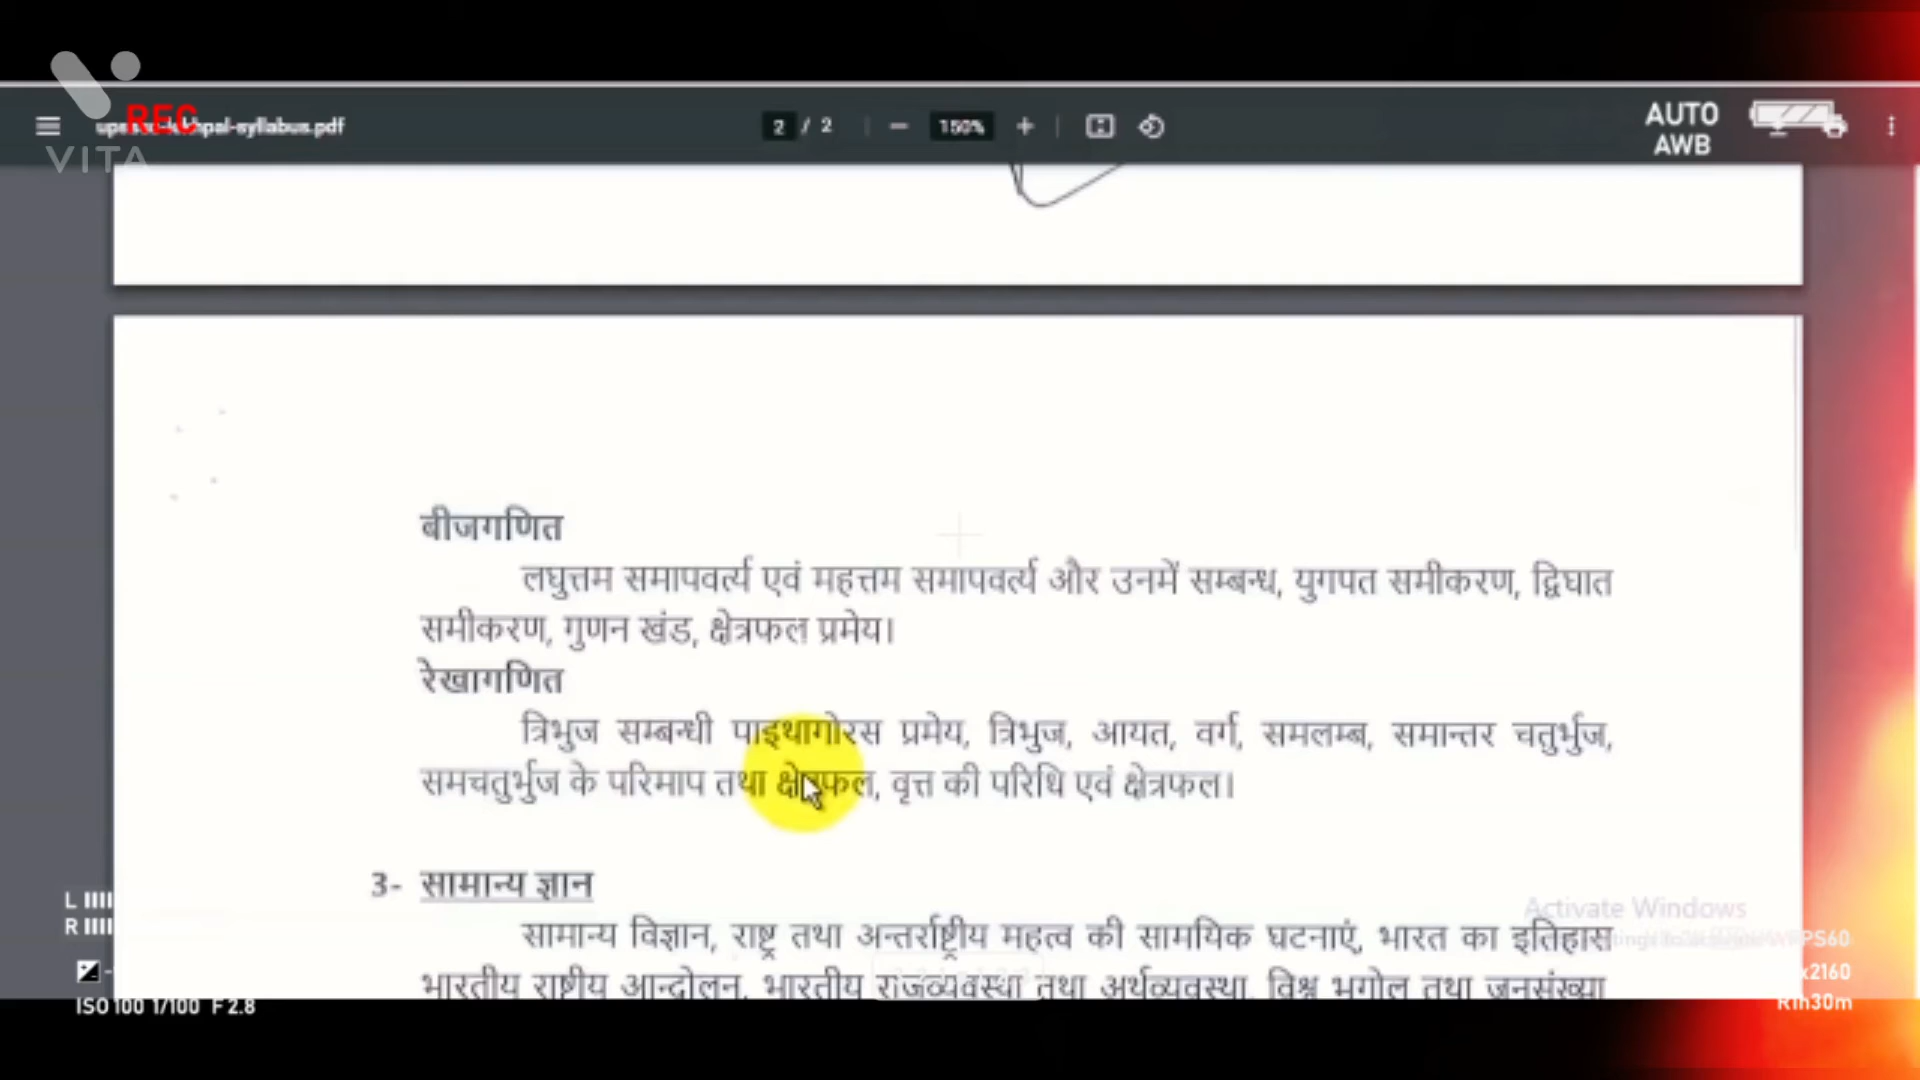 REC
VITA
AUTO
AWB
2 / 2
150%
बीजगणित
लघुत्तम समापवर्त्य एवं महत्तम समापवर्त्य और उनमें सम्बन्ध, युगपत समीकरण, द्विघात
समीकरण, गुणन खंड, क्षेत्रफल प्रमेय।
रेखागणित
त्रिभुज सम्बन्धी पाइथागोरस प्रमेय, त्रिभुज, आयत, वर्ग, समलम्ब, समान्तर चतुर्भुज,
समचतुर्भुज के परिमाप तथा क्षेत्रफल, वृत्त की परिधि एवं क्षेत्रफल।
3- सामान्य ज्ञान
सामान्य विज्ञान, राष्ट्र तथा अन्तर्राष्ट्रीय महत्व की सामयिक घटनाएं, भारत का इतिहास
भारतीय राष्ट्रीय आन्दोलन, भारतीय राजव्यवस्था तथा अर्थव्यवस्था, विश्व भूगोल तथा जनसंख्या
Activate Windows
L
R
ISO 100 1/100 F 2.8
R1h30m